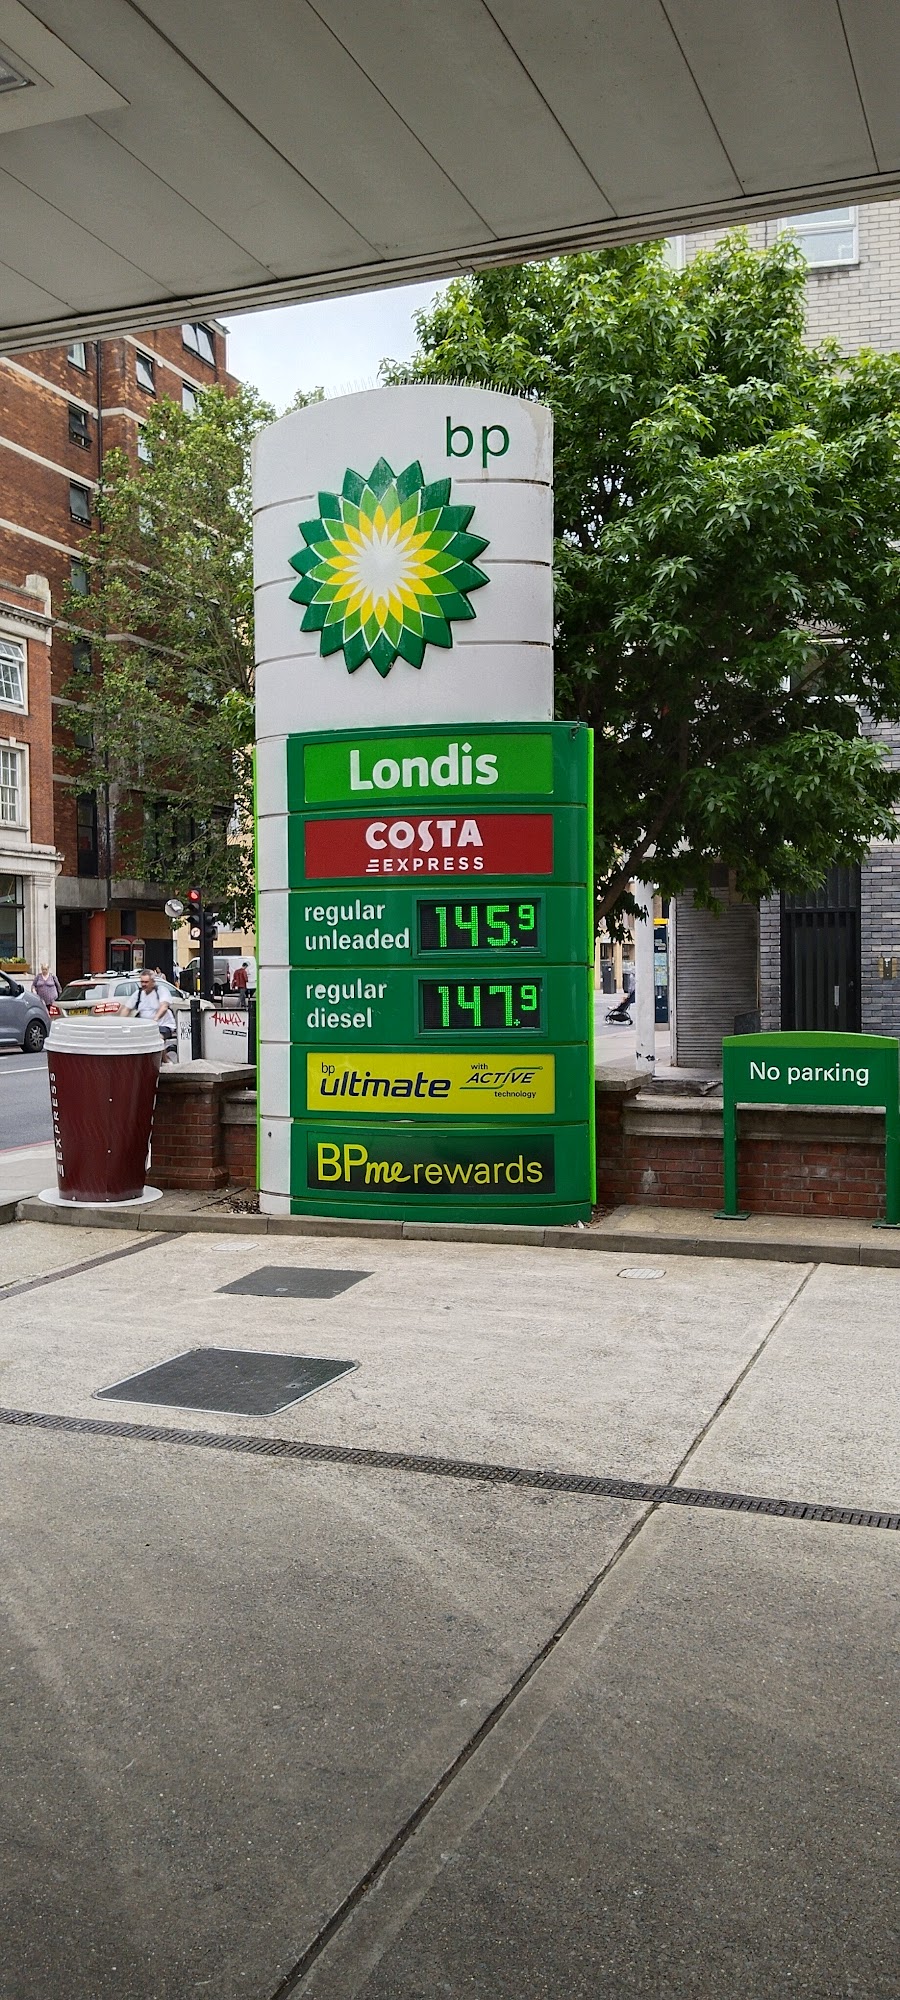 bp
Londis
COSTA
EXPRESS
regular
unleaded
145.9
regular
diesel
147.9
bp
ultimate
with
ACTIVE
technology
BPme rewards
No parking
EXPRESS